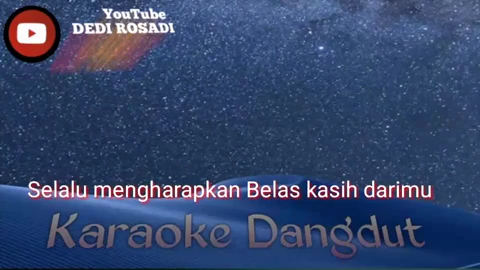 YouTube
DEDI ROSADI
Selalu mengharapkan Belas kasih darimu
Karaoke Dangdut